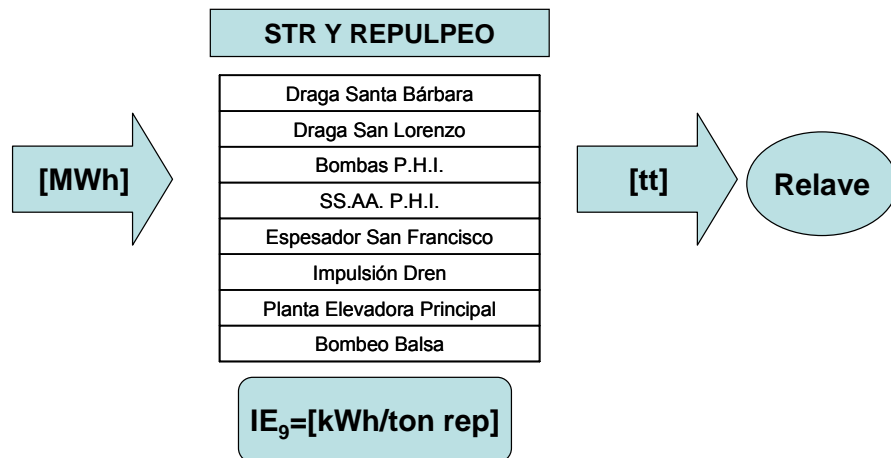 STR Y REPULPEO
Draga Santa Bárbara
Draga San Lorenzo
Bombas P.H.I.
SS.AA. P.H.I.
Espesador San Francisco
Impulsión Dren
Planta Elevadora Principal
Bombeo Balsa
[MWh]
[tt]
Relave
IE₉=[kWh/ton rep]